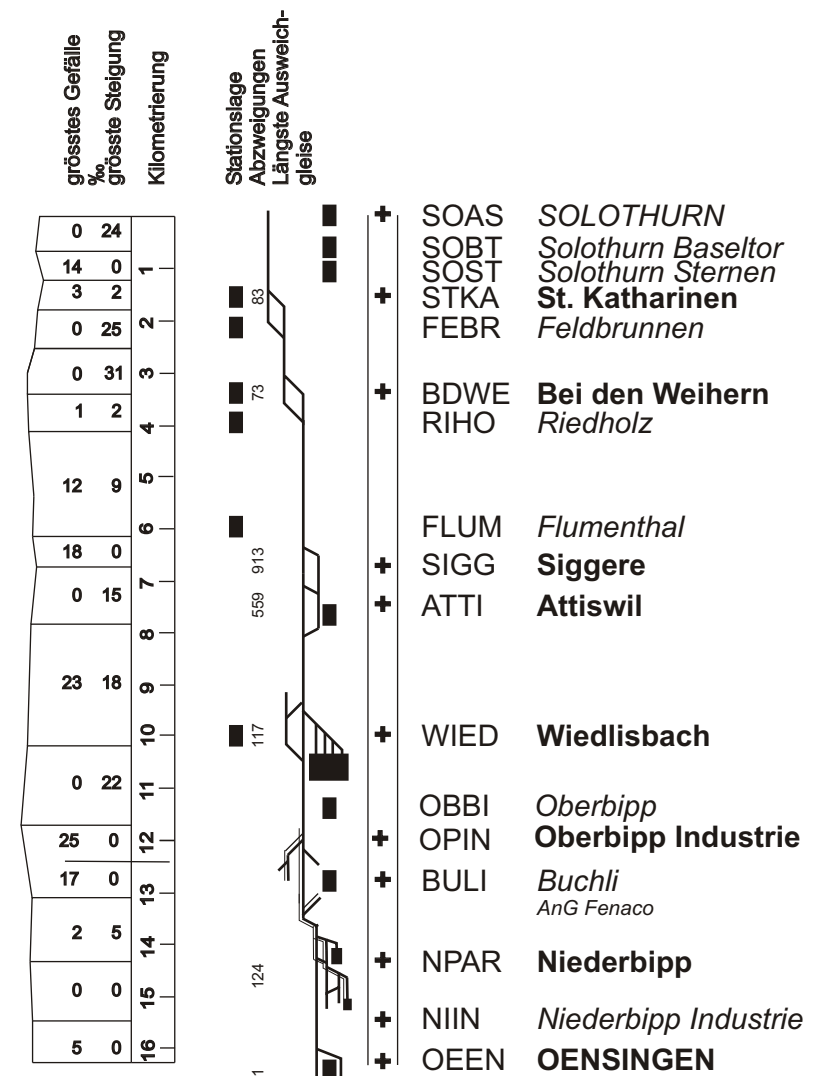 grösstes Gefälle
‰
grösste Steigung
Kilometrierung
Stationslage
Abzweigungen
Längste Ausweich-
gleise
0 24
14 0
3 2
0 25
0 31
1 2
12 9
18 0
0 15
23 18
0 22
25 0
17 0
2 5
0 0
5 0
1
2
3
4
5
6
7
8
9
10
11
12
13
14
15
16
83
73
913
559
117
124
1
SOAS SOLOTHURN
SOBT Solothurn Baseltor
SOST Solothurn Sternen
STKA St. Katharinen
FEBR Feldbrunnen
BDWE Bei den Weihern
RIHO Riedholz
FLUM Flumenthal
SIGG Siggere
ATTI Attiswil
WIED Wiedlisbach
OBBI Oberbipp
OPIN Oberbipp Industrie
BULI Buchli
AnG Fenaco
NPAR Niederbipp
NIIN Niederbipp Industrie
OEEN OENSINGEN